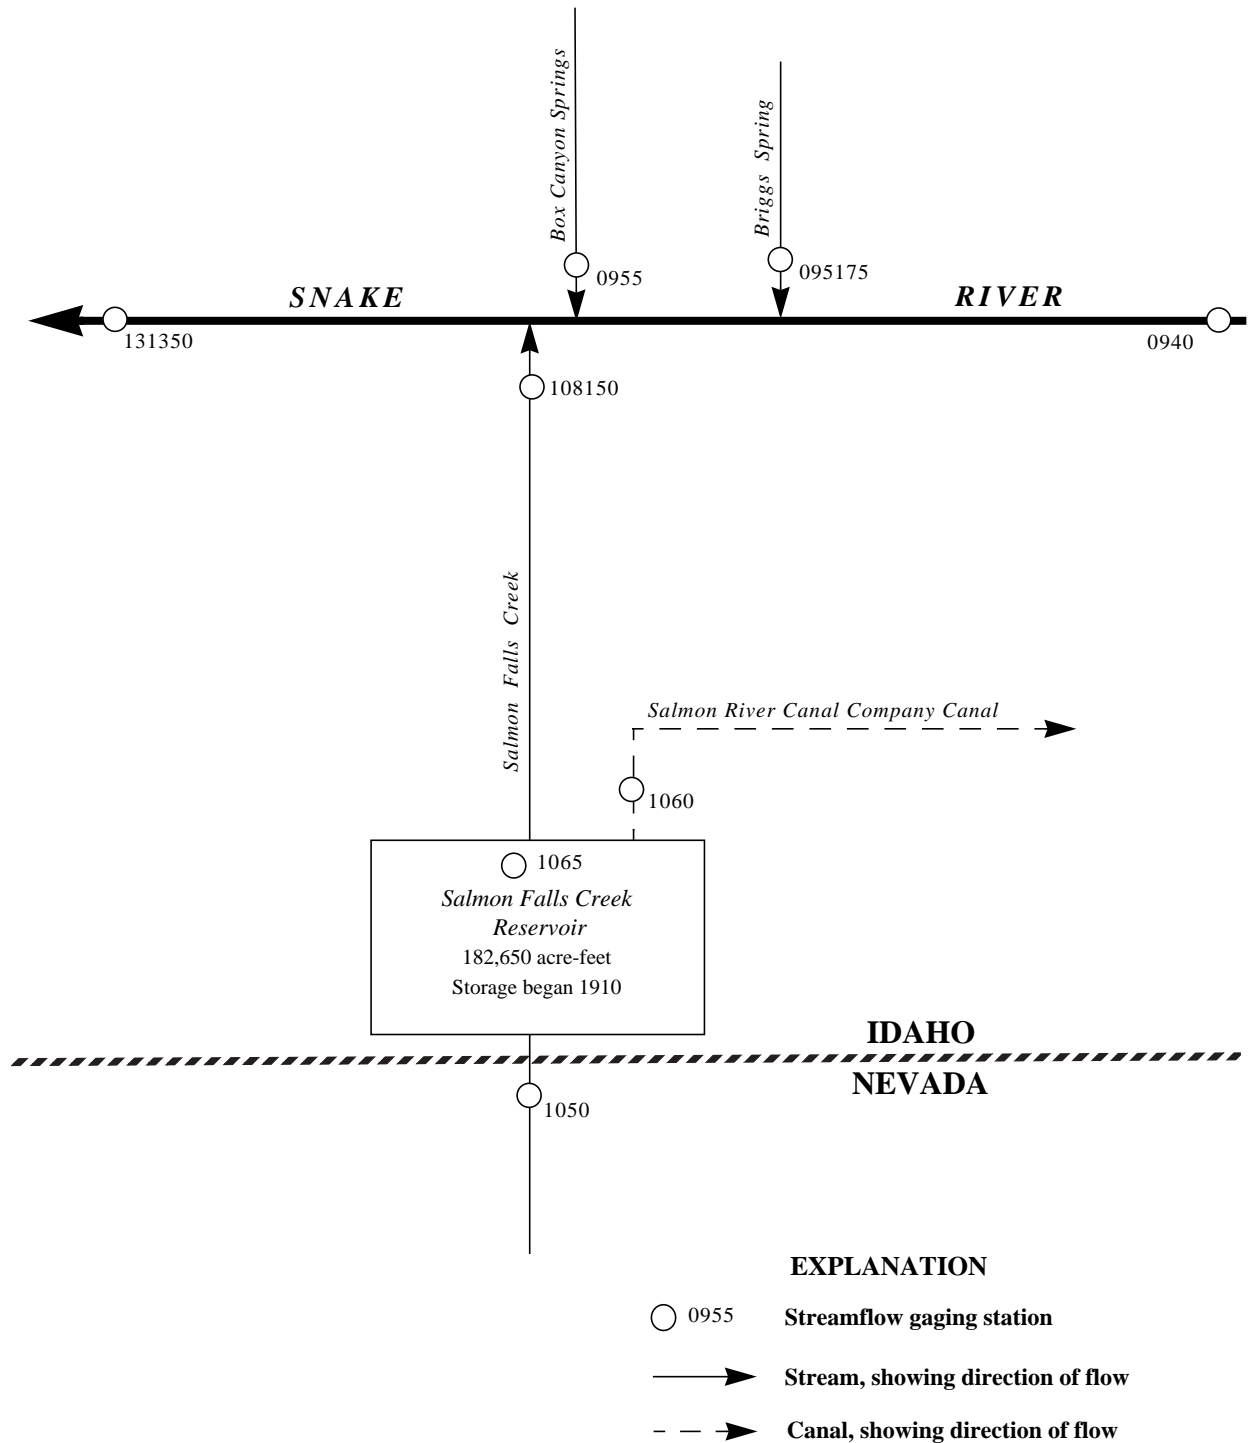 Box Canyon Springs
Briggs Spring
0955
095175
SNAKE
RIVER
131350
0940
108150
Salmon Falls Creek
Salmon River Canal Company Canal
1060
1065
Salmon Falls Creek
Reservoir
182,650 acre-feet
Storage began 1910
IDAHO
NEVADA
1050
EXPLANATION
0955 Streamflow gaging station
Stream, showing direction of flow
Canal, showing direction of flow